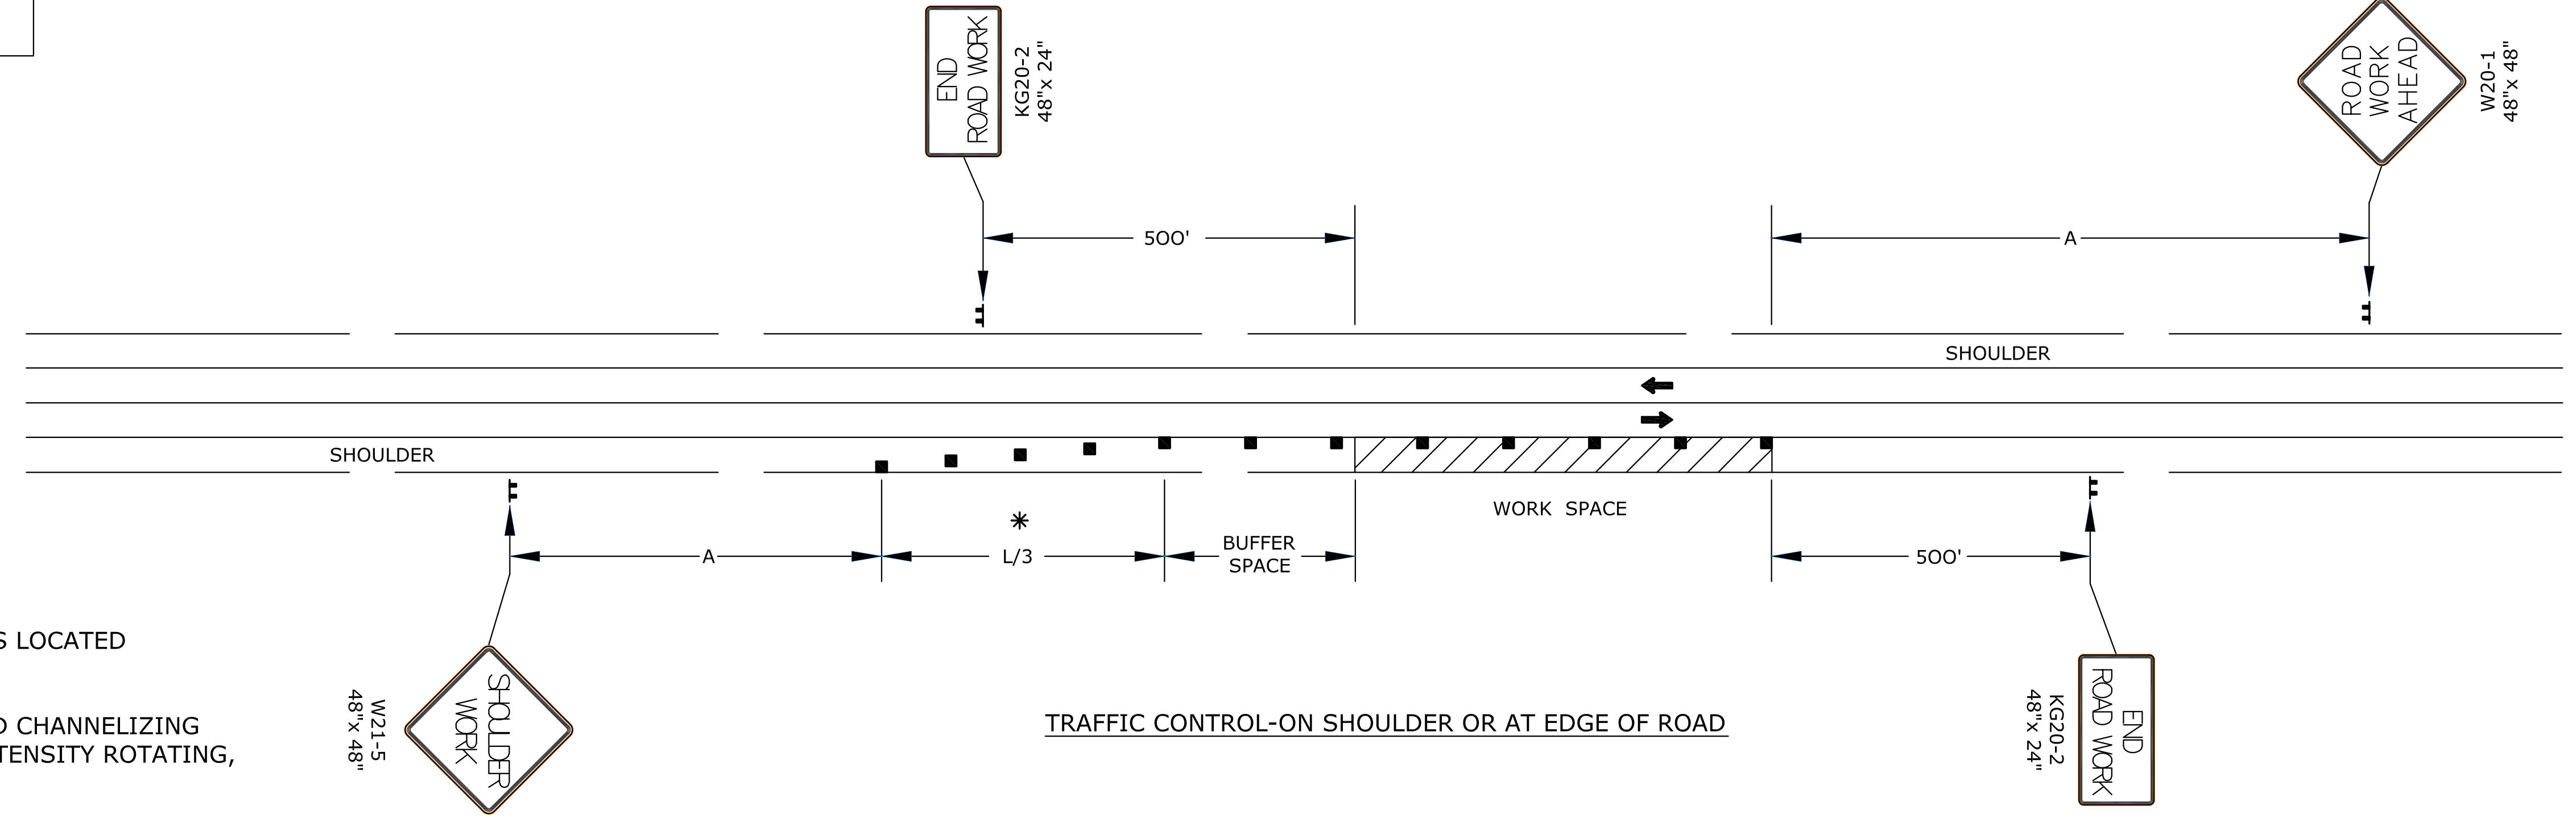 END
ROAD WORK
KG20-2
48"x 24"
ROAD
WORK
AHEAD
W20-1
48"x 48"
500'
A
SHOULDER
SHOULDER
WORK SPACE
A
L/3
BUFFER
SPACE
500'
S LOCATED
CHANNELIZING
TENSITY ROTATING,
W21-5
48"x 48"
SHOULDER
WORK
TRAFFIC CONTROL-ON SHOULDER OR AT EDGE OF ROAD
KG20-2
48"x 24"
END
ROAD WORK